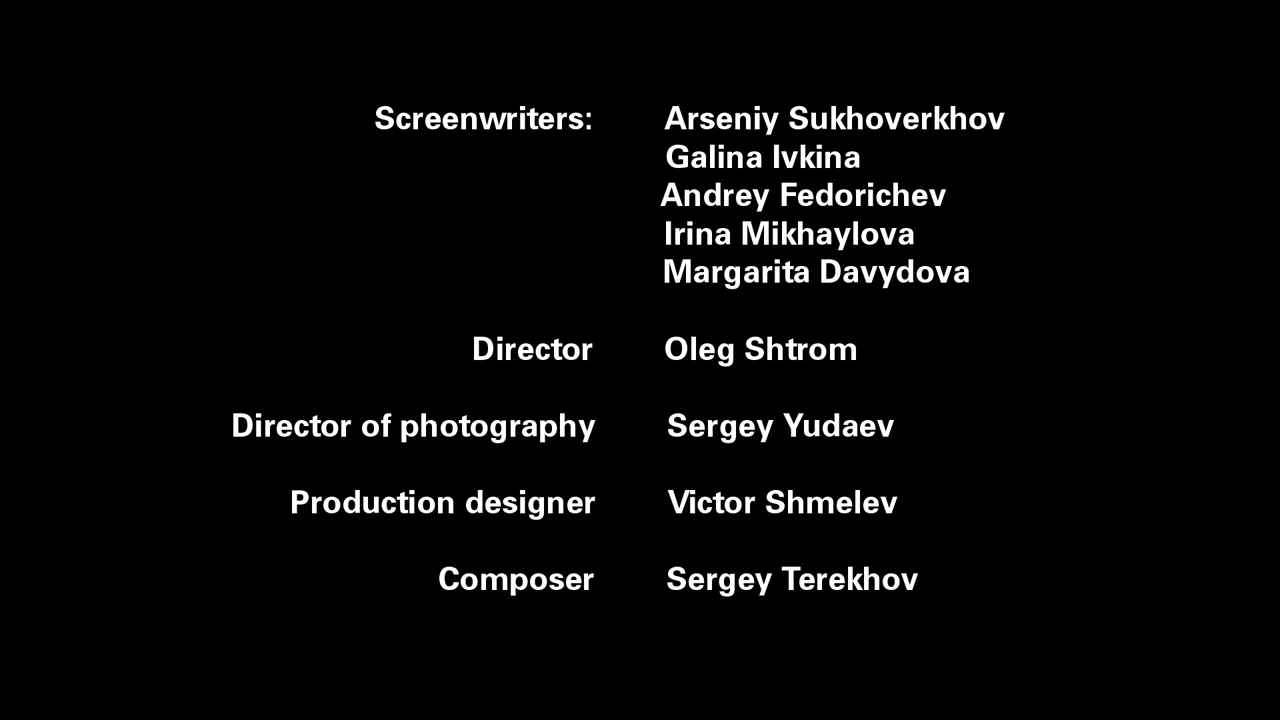 Screenwriters: Arseniy Sukhoverkhov
Galina Ivkina
Andrey Fedorichev
Irina Mikhaylova
Margarita Davydova
Director Oleg Shtrom
Director of photography Sergey Yudaev
Production designer Victor Shmelev
Composer Sergey Terekhov